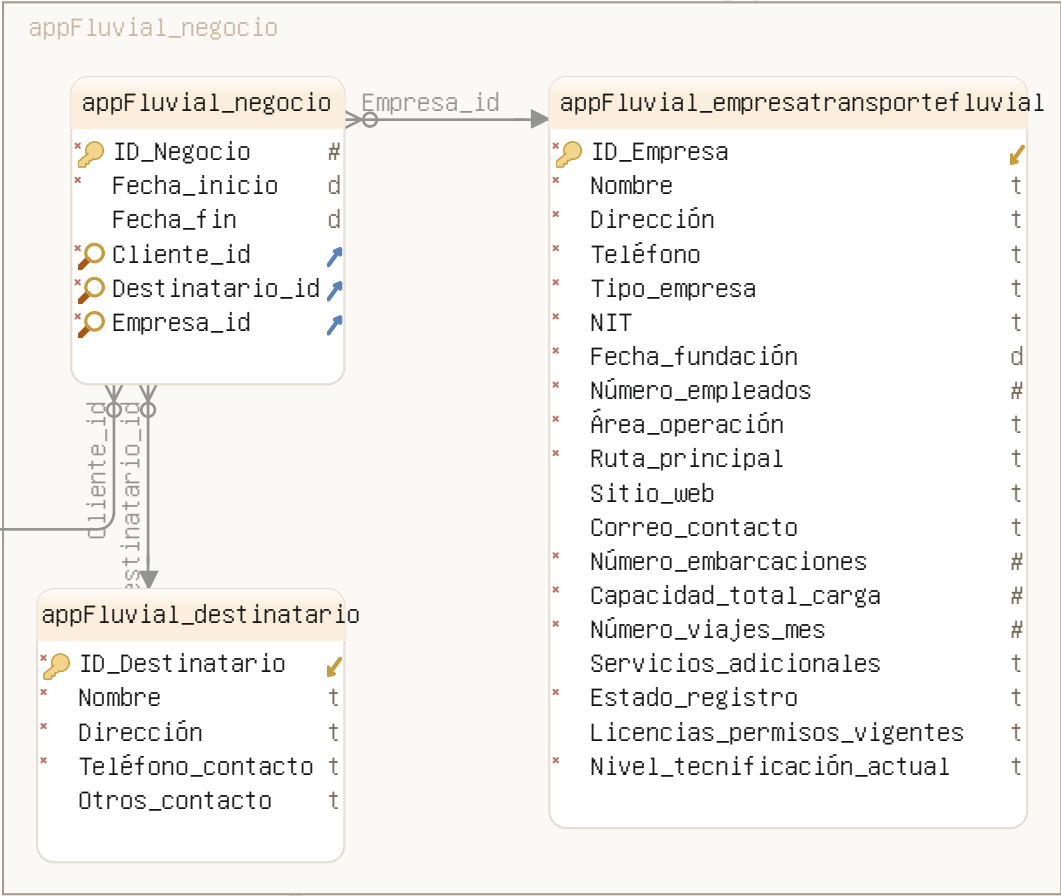 appFluvial_negocio
appFluvial_negocio
ID_Negocio #
Fecha_inicio d
Fecha_fin d
Cliente_id
Destinatario_id
Empresa_id
Empresa_id
appFluvial_empresatransportefluvial
ID_Empresa
Nombre t
Dirección t
Teléfono t
Tipo_empresa t
NIT t
Fecha_fundación d
Número_empleados #
Área_operación t
Ruta_principal t
Sitio_web t
Correo_contacto t
Número_embarcaciones #
Capacidad_total_carga #
Número_viajes_mes #
Servicios_adicionales t
Estado_registro t
Licencias_permisos_vigentes t
Nivel_tecnificación_actual t
Cliente_id
estinatario_id
appFluvial_destinatario
ID_Destinatario
Nombre t
Dirección t
Teléfono_contacto t
Otros_contacto t